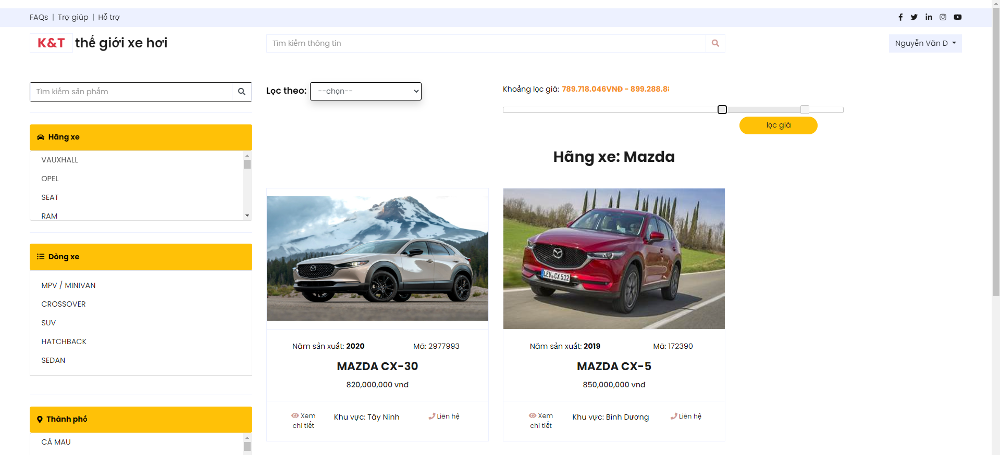 FAQs | Trợ giúp | Hỗ trợ
K&T thế giới xe hơi
Tìm kiếm thông tin
Nguyễn Văn D
Tìm kiếm sản phẩm
Lọc theo: --chọn--
Khoảng lọc giá: 789.718.046VNĐ - 899.288.88
lọc giá
Hãng xe
VAUXHALL
OPEL
SEAT
RAM
Dòng xe
MPV / MINIVAN
CROSSOVER
SUV
HATCHBACK
SEDAN
Thành phố
CÀ MAU
Hãng xe: Mazda
Năm sản xuất: 2020 Mã: 2977993
MAZDA CX-30
820,000,000 vnđ
Xem chi tiết
Khu vực: Tây Ninh
Liên hệ
LEV CX 512
Năm sản xuất: 2019 Mã: 172390
MAZDA CX-5
850,000,000 vnđ
Xem chi tiết
Khu vực: Bình Dương
Liên hệ